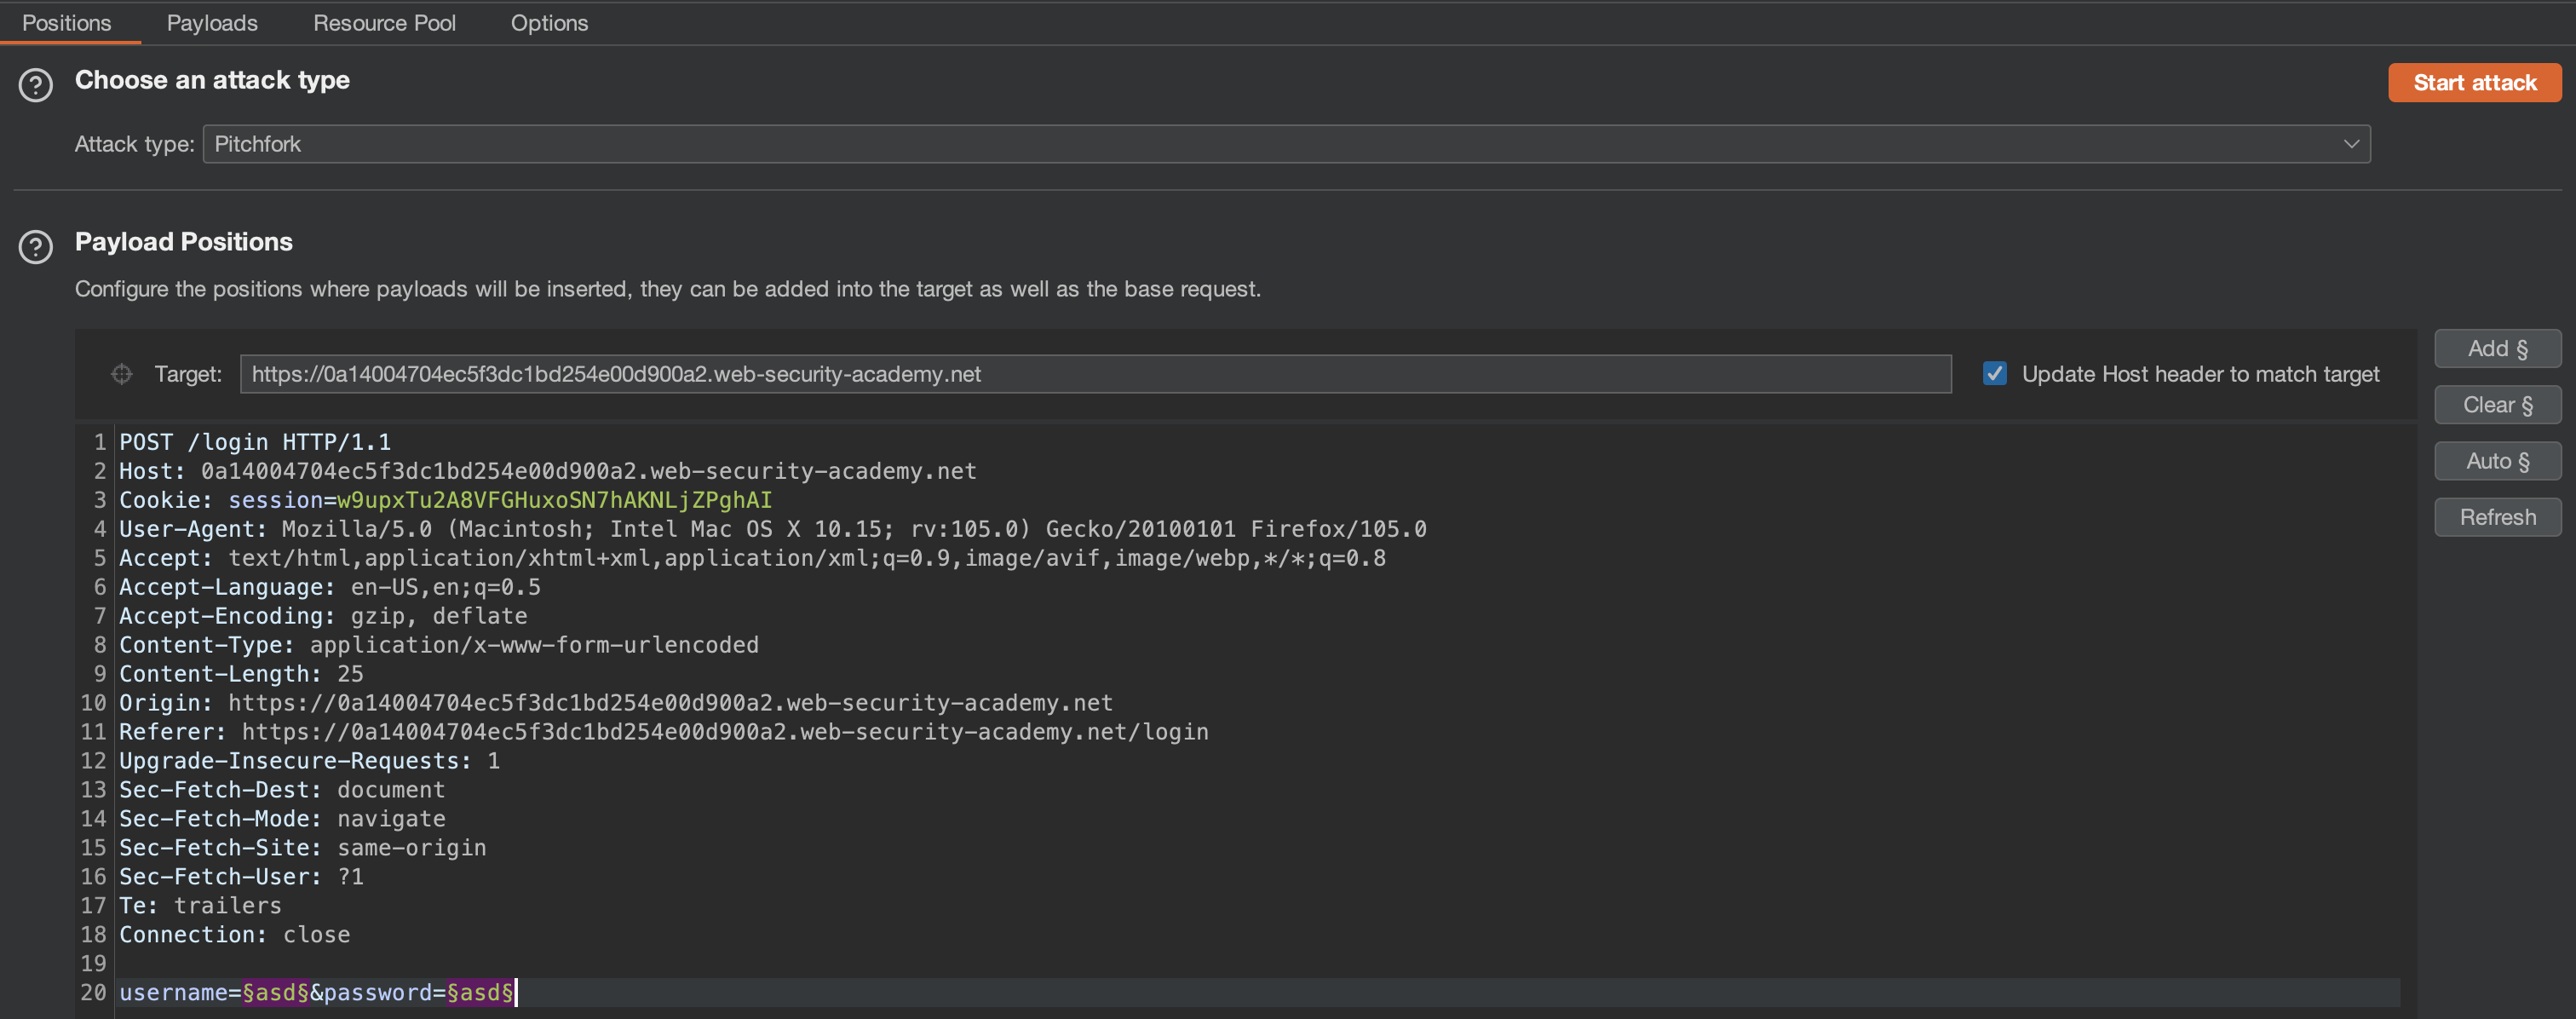 Positions Payloads Resource Pool Options
? Choose an attack type
Start attack
Attack type: Pitchfork
? Payload Positions
Configure the positions where payloads will be inserted, they can be added into the target as well as the base request.
Target: https://0a14004704ec5f3dc1bd254e00d900a2.web-security-academy.net
Update Host header to match target
Add §
Clear §
Auto §
Refresh
1 POST /login HTTP/1.1
2 Host: 0a14004704ec5f3dc1bd254e00d900a2.web-security-academy.net
3 Cookie: session=w9upxTu2A8VFGHuxoSN7hAKNLjZPghAI
4 User-Agent: Mozilla/5.0 (Macintosh; Intel Mac OS X 10.15; rv:105.0) Gecko/20100101 Firefox/105.0
5 Accept: text/html,application/xhtml+xml,application/xml;q=0.9,image/avif,image/webp,*/*;q=0.8
6 Accept-Language: en-US,en;q=0.5
7 Accept-Encoding: gzip, deflate
8 Content-Type: application/x-www-form-urlencoded
9 Content-Length: 25
10 Origin: https://0a14004704ec5f3dc1bd254e00d900a2.web-security-academy.net
11 Referer: https://0a14004704ec5f3dc1bd254e00d900a2.web-security-academy.net/login
12 Upgrade-Insecure-Requests: 1
13 Sec-Fetch-Dest: document
14 Sec-Fetch-Mode: navigate
15 Sec-Fetch-Site: same-origin
16 Sec-Fetch-User: ?1
17 Te: trailers
18 Connection: close
19
20 username=§asd§&password=§asd§